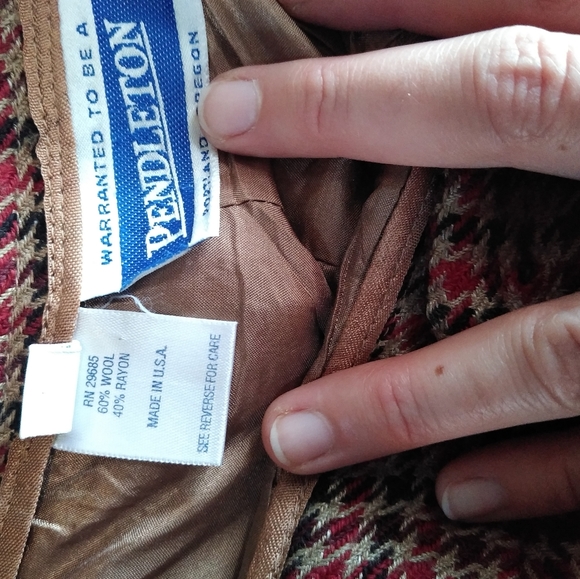 WARRANTED TO BE A
PENDLETON
PORTLAND OREGON
RN 29685
60% WOOL
40% RAYON
MADE IN U.S.A.
SEE REVERSE FOR CARE